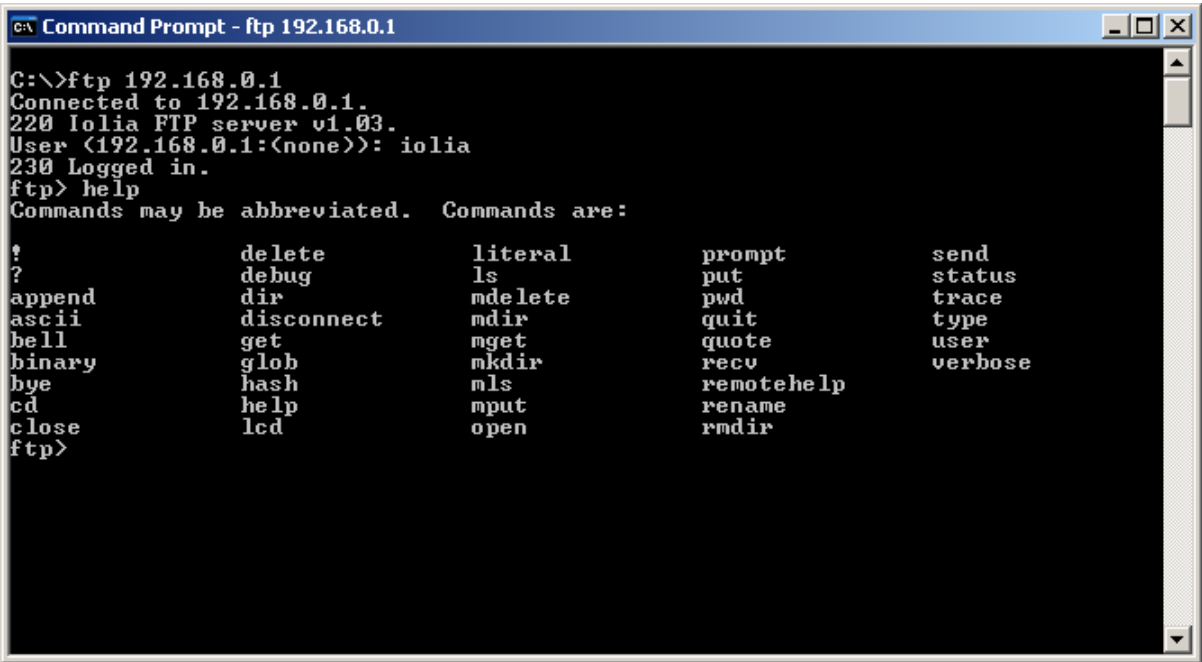 Command Prompt - ftp 192.168.0.1
C:\>ftp 192.168.0.1
Connected to 192.168.0.1.
220 Iolia FTP server v1.03.
User (192.168.0.1:(none)): iolia
230 Logged in.
ftp> help
Commands may be abbreviated.  Commands are:
!               delete          literal         prompt          send
?               debug           ls              put             status
append          dir             mdelete         pwd             trace
ascii           disconnect      mdir            quit            type
bell            get             mget            quote           user
binary          glob            mkdir           recv            verbose
bye             hash            mls             remotehelp
cd              help            mput            rename
close           lcd             open            rmdir
ftp>